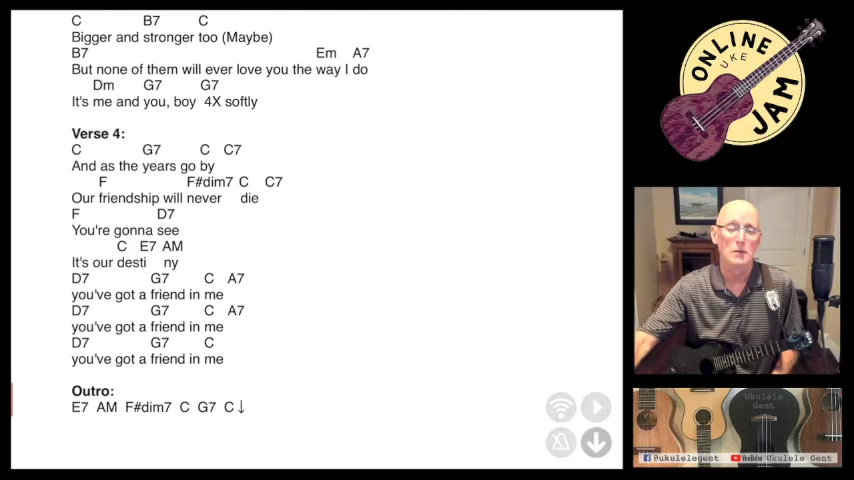 C B7 C
Bigger and stronger too (Maybe)
B7 Em A7
But none of them will ever love you the way I do
Dm G7 G7
It's me and you, boy 4X softly
Verse 4:
C G7 C C7
And as the years go by
F F#dim7 C C7
Our friendship will never die
F D7
You're gonna see
C E7 AM
It's our desti ny
D7 G7 C A7
you've got a friend in me
D7 G7 C A7
you've got a friend in me
D7 G7 C
you've got a friend in me
Outro:
E7 AM F#dim7 C G7 C↓
ONLINE
UKE
JAM
Ukulele
Gent
@ukulelegent YouTube Ukulele Gent